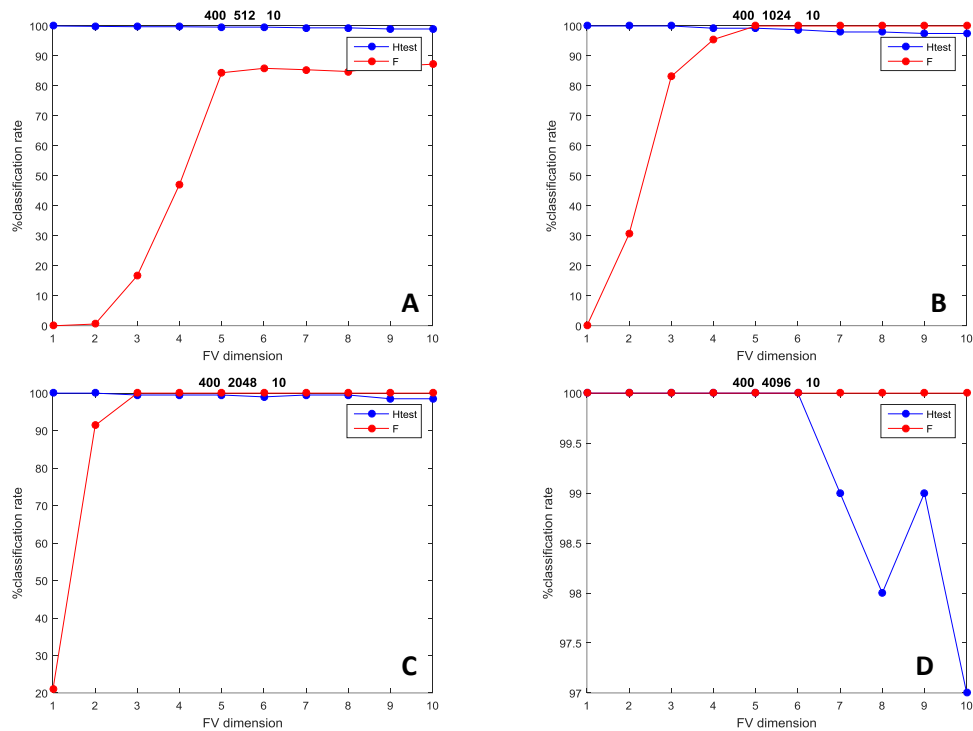 400 512 10
100
90
80
70
60
50
40
30
20
10
0
%classification rate
Htest
F
A
1 2 3 4 5 6 7 8 9 10
FV dimension
400 1024 10
100
90
80
70
60
50
40
30
20
10
0
%classification rate
Htest
F
B
1 2 3 4 5 6 7 8 9 10
FV dimension
400 2048 10
100
90
80
70
60
50
40
30
20
%classification rate
Htest
F
C
1 2 3 4 5 6 7 8 9 10
FV dimension
400 4096 10
100
99.5
99
98.5
98
97.5
97
%classification rate
Htest
F
D
1 2 3 4 5 6 7 8 9 10
FV dimension